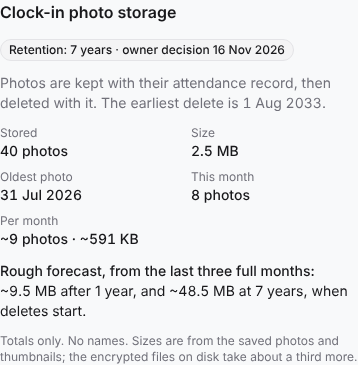 Clock-in photo storage
Retention: 7 years · owner decision 16 Nov 2026
Photos are kept with their attendance record, then
deleted with it. The earliest delete is 1 Aug 2033.
Stored
40 photos
Size
2.5 MB
Oldest photo
31 Jul 2026
This month
8 photos
Per month
~9 photos · ~591 KB
Rough forecast, from the last three full months:
~9.5 MB after 1 year, and ~48.5 MB at 7 years, when
deletes start.
Totals only. No names. Sizes are from the saved photos and
thumbnails; the encrypted files on disk take about a third more.